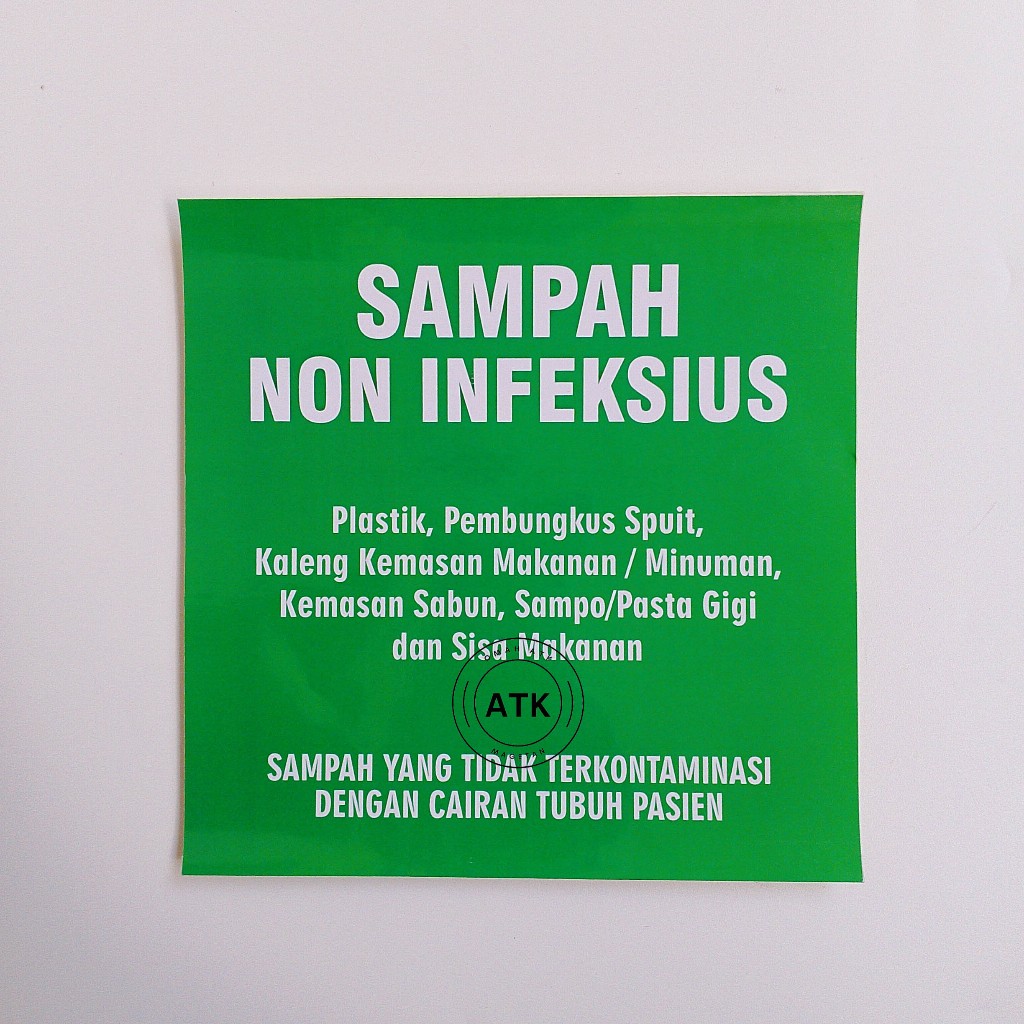 SAMPAH
NON INFEKSIUS
Plastik, Pembungkus Spuit,
Kaleng Kemasan Makanan / Minuman,
Kemasan Sabun, Sampo/Pasta Gigi
dan Sisa Makanan
ATK
MAGETAN
SAMPAH YANG TIDAK TERKONTAMINASI
DENGAN CAIRAN TUBUH PASIEN